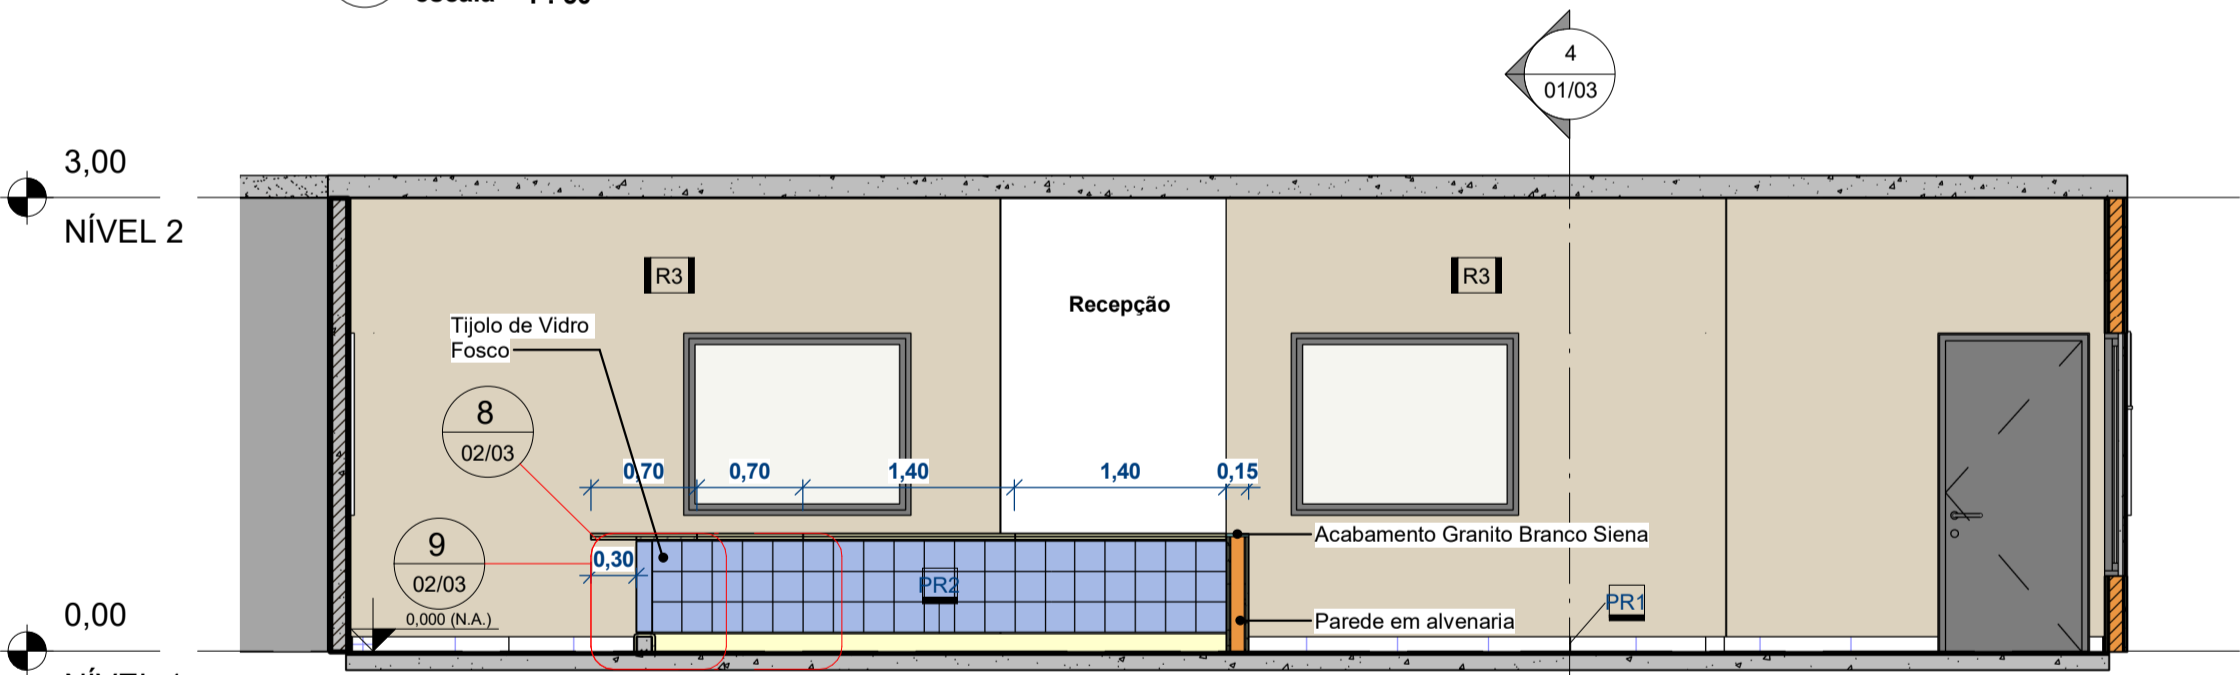 4
01/03
3,00
NÍVEL 2
R3
R3
Recepção
Tijolo de Vidro
Fosco
8
02/03
0,70
0,70
1,40
1,40
0,15
Acabamento Granito Branco Siena
9
02/03
0,30
PR2
PR1
0,00
0,000 (N.A.)
Parede em alvenaria